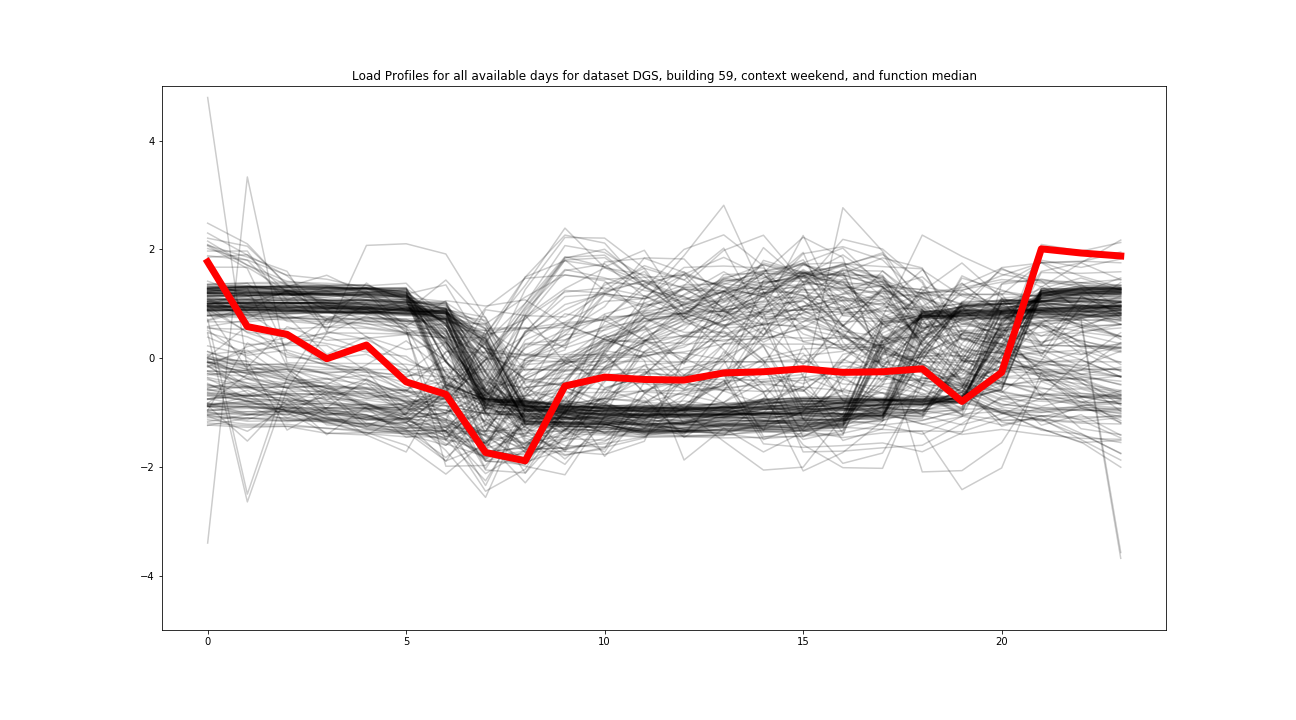 Load Profiles for all available days for dataset DGS, building 59, context weekend, and function median
4
2
0
−2
−4
0 5 10 15 20